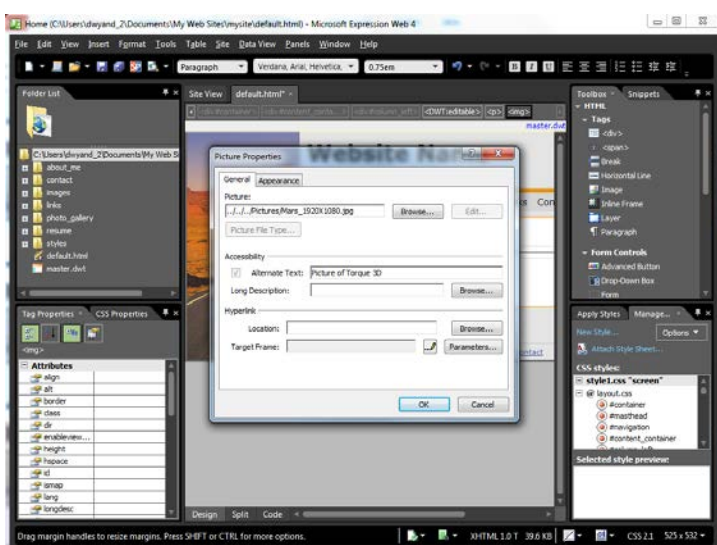 Home (C:\Users\dwyand_2\Documents\My Web Sites\mysite\default.html) - Microsoft Expression Web 4
File Edit View Insert Format Tools Table Site Data View Panels Window Help
Paragraph Verdana, Arial, Helvetica, 0.75em B I U
Folder List
C:\Users\dwyand_2\Documents\My Web S
about_me
contact
images
links
photo_gallery
resume
styles
default.html
master.dwt
Tag Properties CSS Properties
<img>
Attributes
align
alt
border
class
dir
enableview...
height
hspace
id
ismap
lang
longdesc
Site View default.html*
<DWT:editable> <p> <img>
master.dwt
Website Na
Con
contact
Picture Properties
General Appearance
Picture:
../../../Pictures/Mars_1920X1080.jpg Browse... Edit...
Picture File Type...
Accessibility
Alternate Text: Picture of Torque 3D
Long Description: Browse...
Hyperlink
Location: Browse...
Target Frame: Parameters...
OK Cancel
Design Split Code
Toolbox Snippets
HTML
Tags
<div>
<span>
Break
Horizontal Line
Image
Inline Frame
Layer
Paragraph
Form Controls
Advanced Button
Drop-Down Box
Form
Apply Styles Manage...
New Style... Options
Attach Style Sheet...
CSS styles:
style1.css "screen"
@ layout.css
#container
#masthead
#navigation
#content_container
Selected style preview:
Drag margin handles to resize margins. Press SHIFT or CTRL for more options. XHTML 1.0 T 39.6 KB CSS 2.1 525 x 532